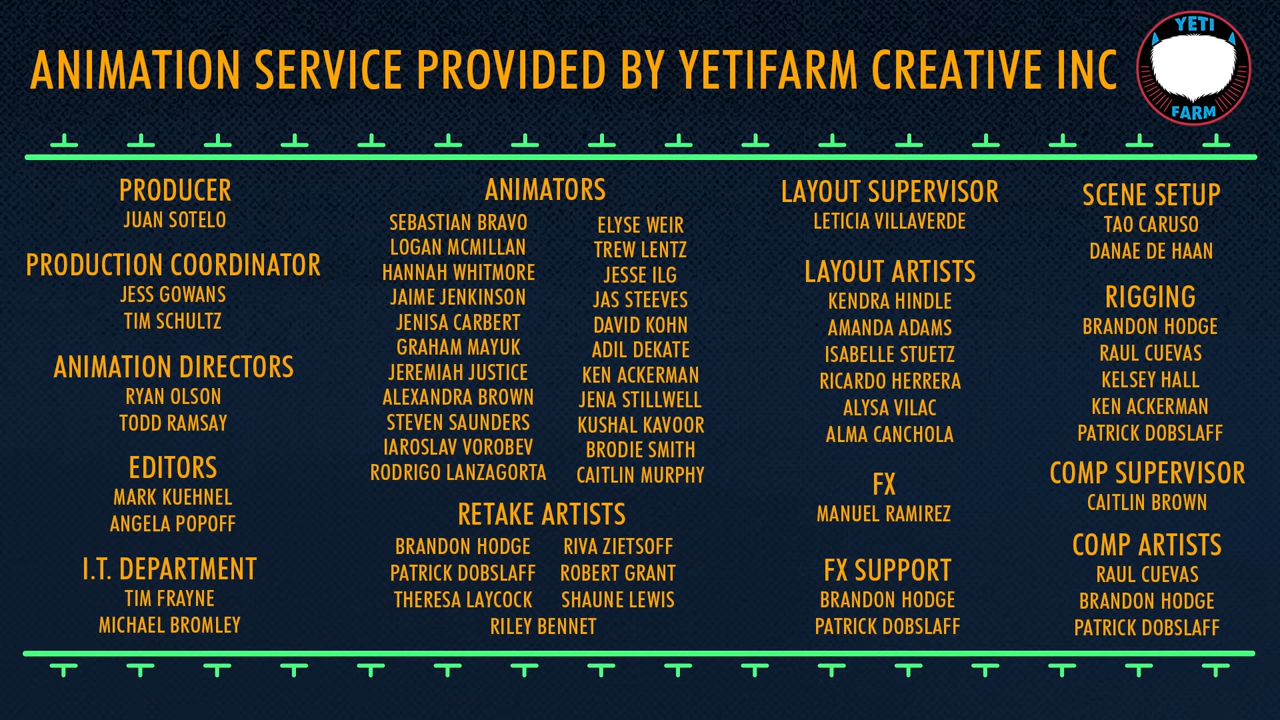 ANIMATION SERVICE PROVIDED BY YETIFARM CREATIVE INC
YETI
FARM
PRODUCER
JUAN SOTELO
PRODUCTION COORDINATOR
JESS GOWANS
TIM SCHULTZ
ANIMATION DIRECTORS
RYAN OLSON
TODD RAMSAY
EDITORS
MARK KUEHNEL
ANGELA POPOFF
I.T. DEPARTMENT
TIM FRAYNE
MICHAEL BROMLEY
ANIMATORS
SEBASTIAN BRAVO
LOGAN MCMILLAN
HANNAH WHITMORE
JAIME JENKINSON
JENISA CARBERT
GRAHAM MAYUK
JEREMIAH JUSTICE
ALEXANDRA BROWN
STEVEN SAUNDERS
IAROSLAV VOROBEV
RODRIGO LANZAGORTA
ELYSE WEIR
TREW LENTZ
JESSE ILG
JAS STEEVES
DAVID KOHN
ADIL DEKATE
KEN ACKERMAN
JENA STILLWELL
KUSHAL KAVOOR
BRODIE SMITH
CAITLIN MURPHY
RETAKE ARTISTS
BRANDON HODGE
PATRICK DOBSLAFF
THERESA LAYCOCK
RIVA ZIETSOFF
ROBERT GRANT
SHAUNE LEWIS
RILEY BENNET
LAYOUT SUPERVISOR
LETICIA VILLAVERDE
LAYOUT ARTISTS
KENDRA HINDLE
AMANDA ADAMS
ISABELLE STUETZ
RICARDO HERRERA
ALYSA VILAC
ALMA CANCHOLA
FX
MANUEL RAMIREZ
FX SUPPORT
BRANDON HODGE
PATRICK DOBSLAFF
SCENE SETUP
TAO CARUSO
DANAE DE HAAN
RIGGING
BRANDON HODGE
RAUL CUEVAS
KELSEY HALL
KEN ACKERMAN
PATRICK DOBSLAFF
COMP SUPERVISOR
CAITLIN BROWN
COMP ARTISTS
RAUL CUEVAS
BRANDON HODGE
PATRICK DOBSLAFF